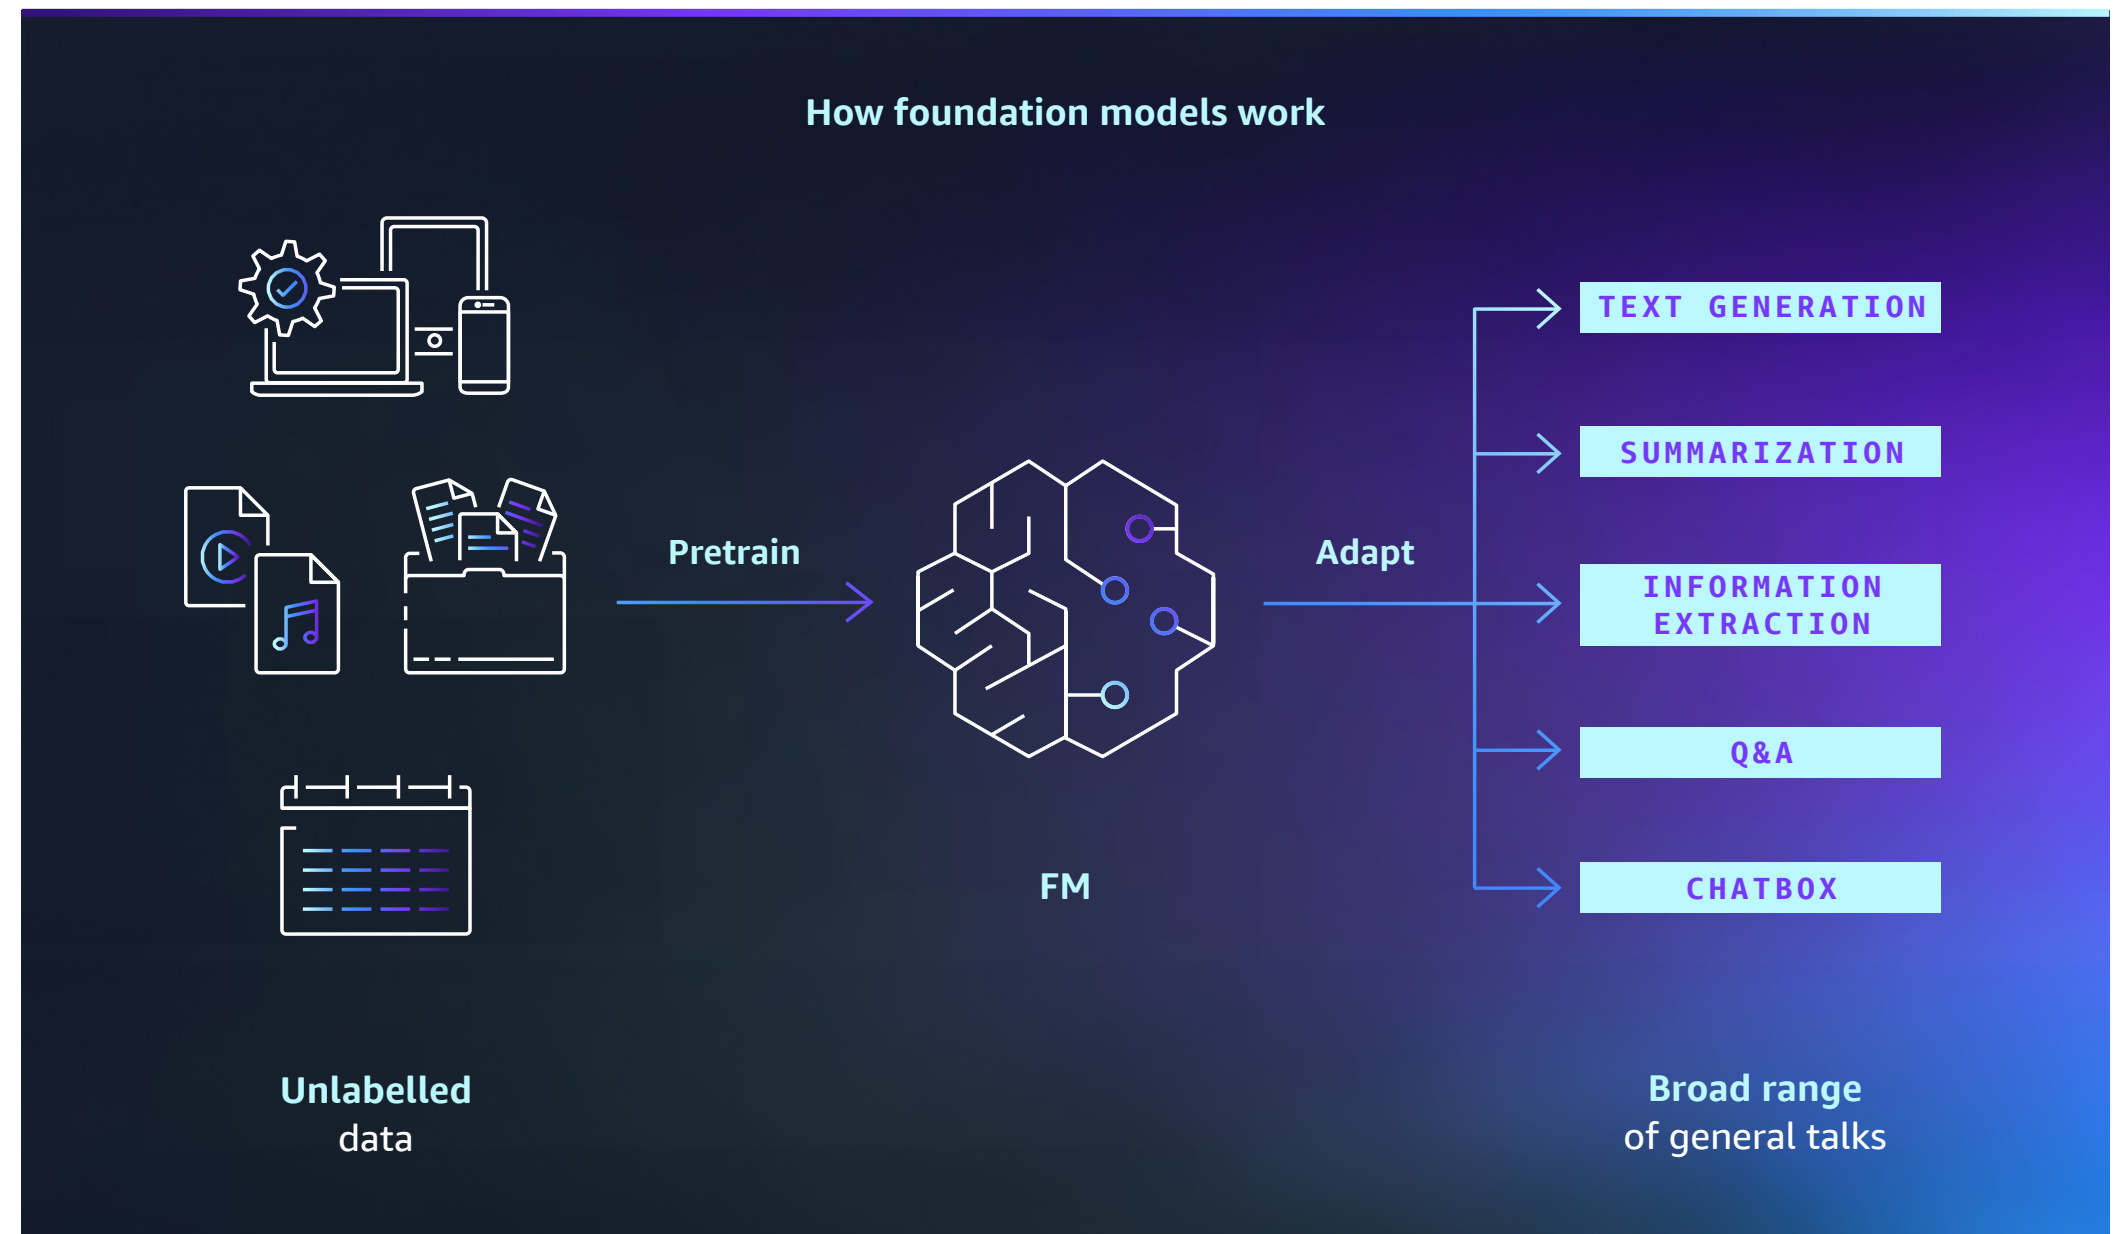 How foundation models work
Pretrain
FM
Adapt
TEXT GENERATION
SUMMARIZATION
INFORMATION
EXTRACTION
Q&A
CHATBOX
Unlabelled
data
Broad range
of general talks